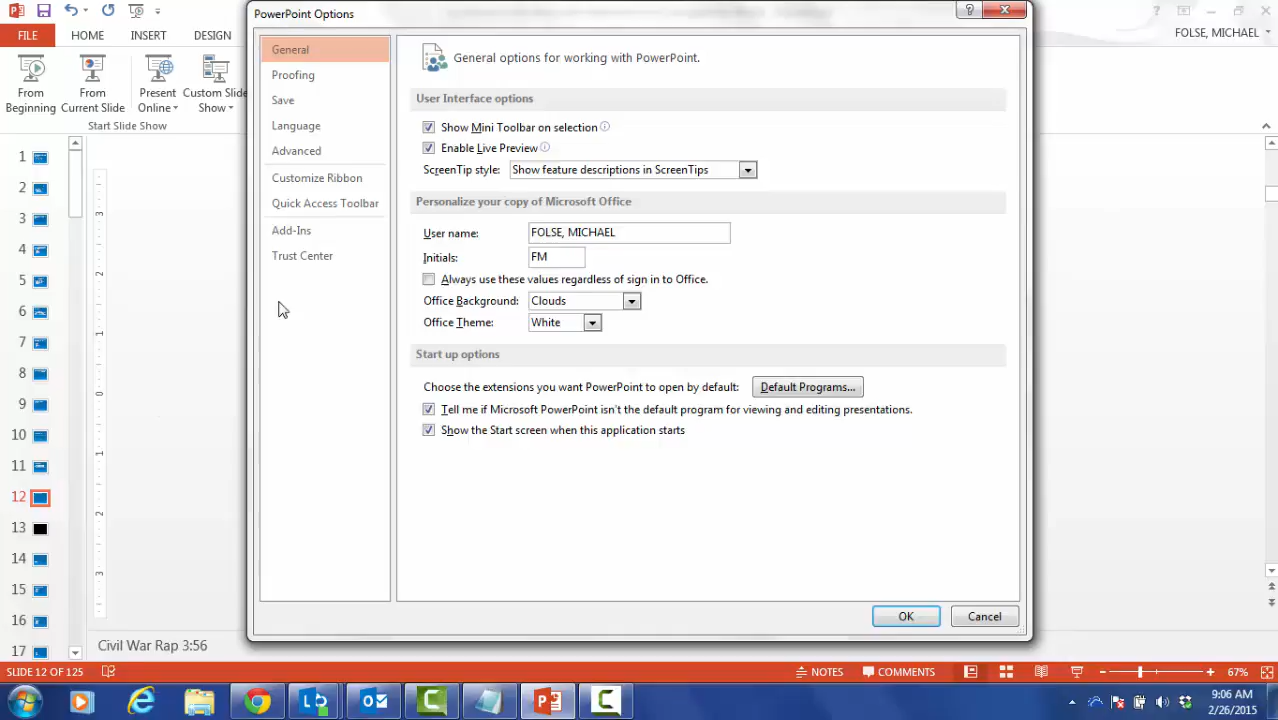 PowerPoint Options
?
FILE
HOME
INSERT
DESIGN
FOLSE, MICHAEL
From Beginning
From Current Slide
Present Online
Custom Slide Show
Start Slide Show
General
Proofing
Save
Language
Advanced
Customize Ribbon
Quick Access Toolbar
Add-Ins
Trust Center
General options for working with PowerPoint.
User Interface options
Show Mini Toolbar on selection
Enable Live Preview
ScreenTip style: Show feature descriptions in ScreenTips
Personalize your copy of Microsoft Office
User name: FOLSE, MICHAEL
Initials: FM
Always use these values regardless of sign in to Office.
Office Background: Clouds
Office Theme: White
Start up options
Choose the extensions you want PowerPoint to open by default: Default Programs...
Tell me if Microsoft PowerPoint isn't the default program for viewing and editing presentations.
Show the Start screen when this application starts
OK
Cancel
1
2
3
4
5
6
7
8
9
10
11
12
13
14
15
16
17
3
2
1
0
1
2
3
Civil War Rap 3:56
SLIDE 12 OF 125
NOTES
COMMENTS
67%
9:06 AM
2/26/2015